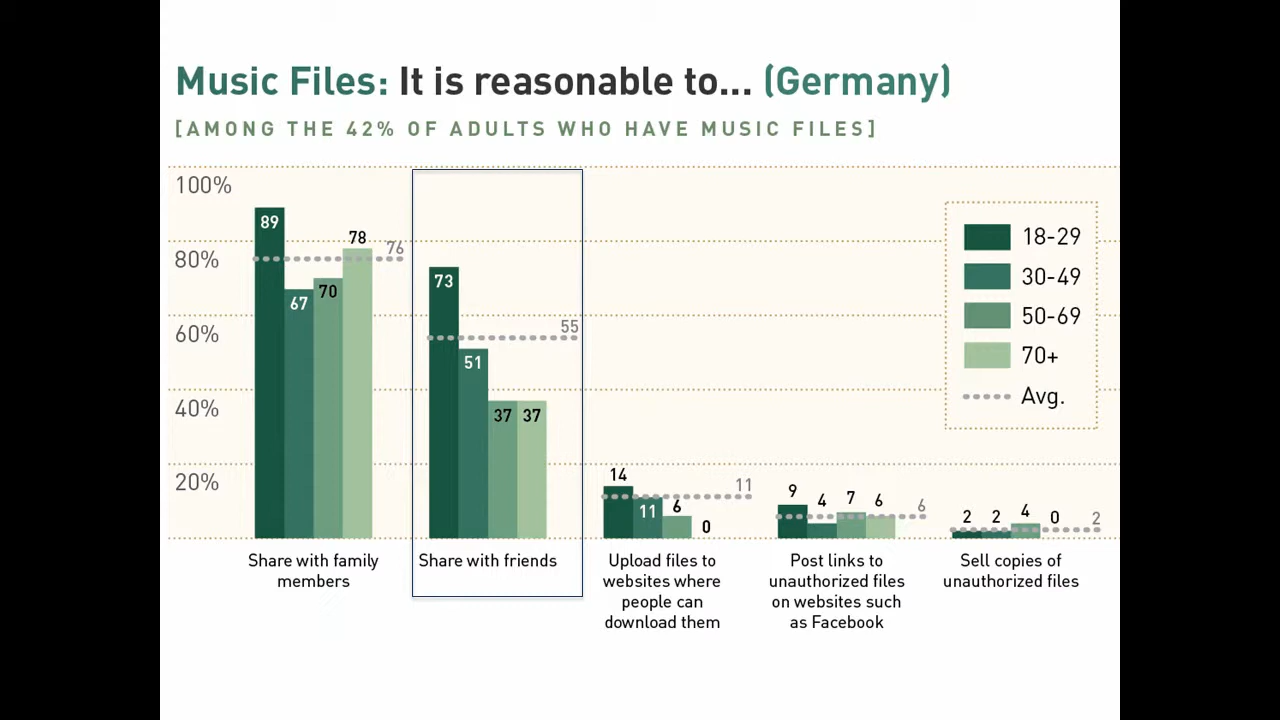 Music Files: It is reasonable to... (Germany)
[AMONG THE 42% OF ADULTS WHO HAVE MUSIC FILES]
100%
80%
60%
40%
20%
89
67
70
78
76
73
51
37
37
55
14
11
6
0
11
9
4
7
6
6
2
2
4
0
2
18-29
30-49
50-69
70+
Avg.
Share with family
members
Share with friends
Upload files to
websites where
people can
download them
Post links to
unauthorized files
on websites such
as Facebook
Sell copies of
unauthorized files